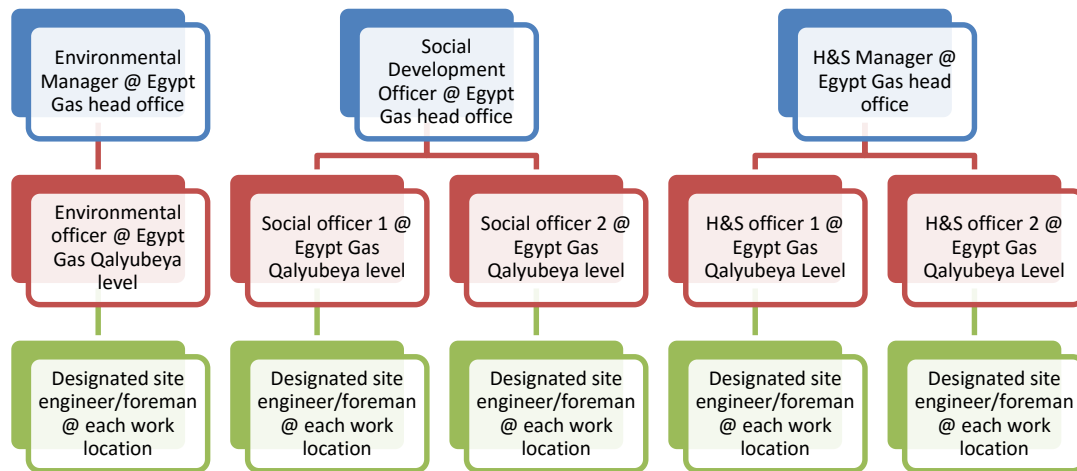 Environmental
Manager @ Egypt
Gas head office
Social
Development
Officer @ Egypt
Gas head office
H&S Manager @
Egypt Gas head
office
Environmental
officer @ Egypt
Gas Qalyubeya
level
Social officer 1 @
Egypt Gas
Qalyubeya level
Social officer 2 @
Egypt Gas
Qalyubeya level
H&S officer 1 @
Egypt Gas
Qalyubeya Level
H&S officer 2 @
Egypt Gas
Qalyubeya Level
Designated site
engineer/foreman
@ each work
location
Designated site
engineer/foreman
@ each work
location
Designated site
engineer/foreman
@ each work
location
Designated site
engineer/foreman
@ each work
location
Designated site
engineer/foreman
@ each work
location